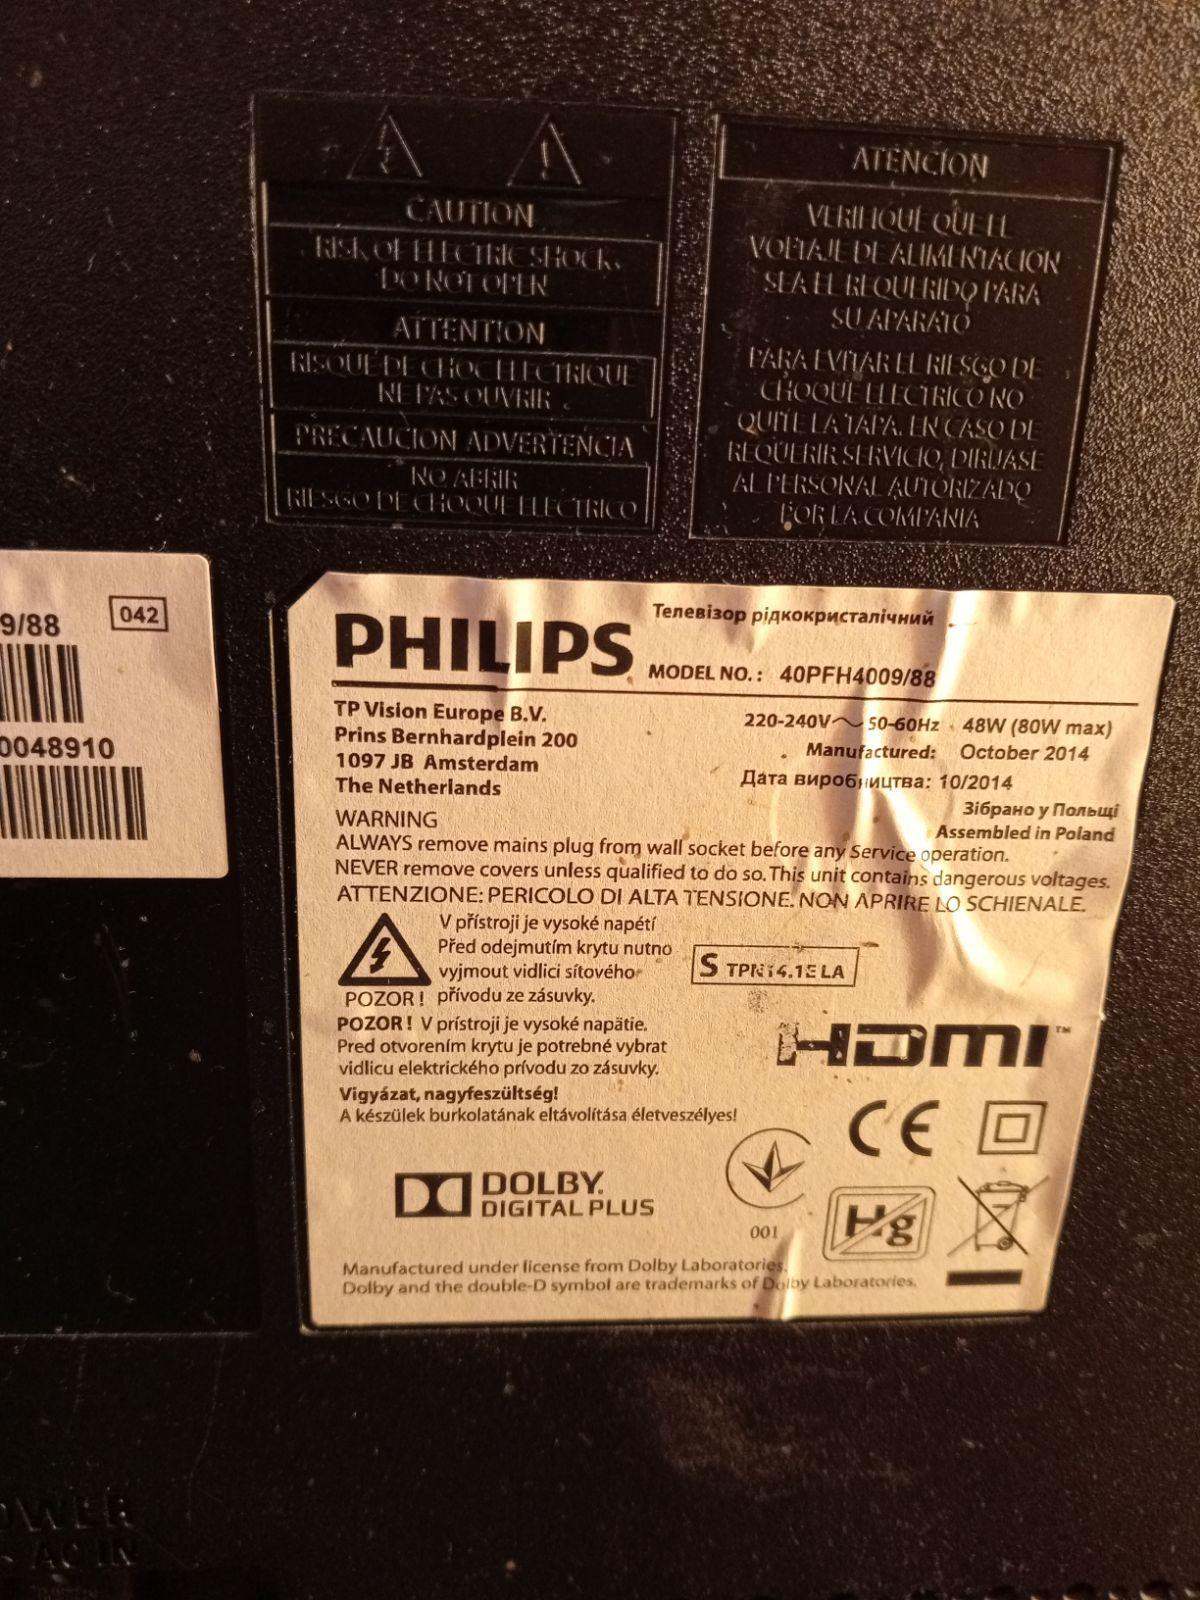 CAUTION
RISK OF ELECTRIC SHOCK.
DO NOT OPEN
ATTENTION
RISQUE DE CHOC ELECTRIQUE
NE PAS OUVRIR
PRECAUCION ADVERTENCIA
NO ABRIR
RIESGO DE CHOQUE ELECTRICO
ATENCION
VERIFIQUE QUE EL
VOLTAJE DE ALIMENTACION
SEA EL REQUERIDO PARA
SU APARATO
PARA EVITAR EL RIESGO DE
CHOQUE ELECTRICO NO
QUITE LA TAPA. EN CASO DE
REQUERIR SERVICIO, DIRIJASE
AL PERSONAL AUTORIZADO
POR LA COMPANIA
9/88
042
0048910
PHILIPS
Телевізор рідкокристалічний
MODEL NO.: 40PFH4009/88
TP Vision Europe B.V.
Prins Bernhardplein 200
1097 JB Amsterdam
The Netherlands
220-240V~ 50-60Hz 48W (80W max)
Manufactured: October 2014
Дата виробництва: 10/2014
Зібрано у Польщі
Assembled in Poland
WARNING
ALWAYS remove mains plug from wall socket before any Service operation.
NEVER remove covers unless qualified to do so. This unit contains dangerous voltages.
ATTENZIONE: PERICOLO DI ALTA TENSIONE. NON APRIRE LO SCHIENALE.
V přístroji je vysoké napétí
Před odejmutím krytu nutno
vyjmout vidlici síťového
POZOR! přívodu ze zásuvky.
S TPN14.1E LA
POZOR! V prístroji je vysoké napätie.
Pred otvorením krytu je potrebné vybrat
vidlicu elektrického prívodu zo zásuvky.
Vigyázat, nagyfeszültség!
A készülek burkolatának eltávolítása életveszélyes!
HDMI™
CE
DOLBY.
DIGITAL PLUS
001
Hg
Manufactured under license from Dolby Laboratories.
Dolby and the double-D symbol are trademarks of Dolby Laboratories.
OWER
~ AC IN